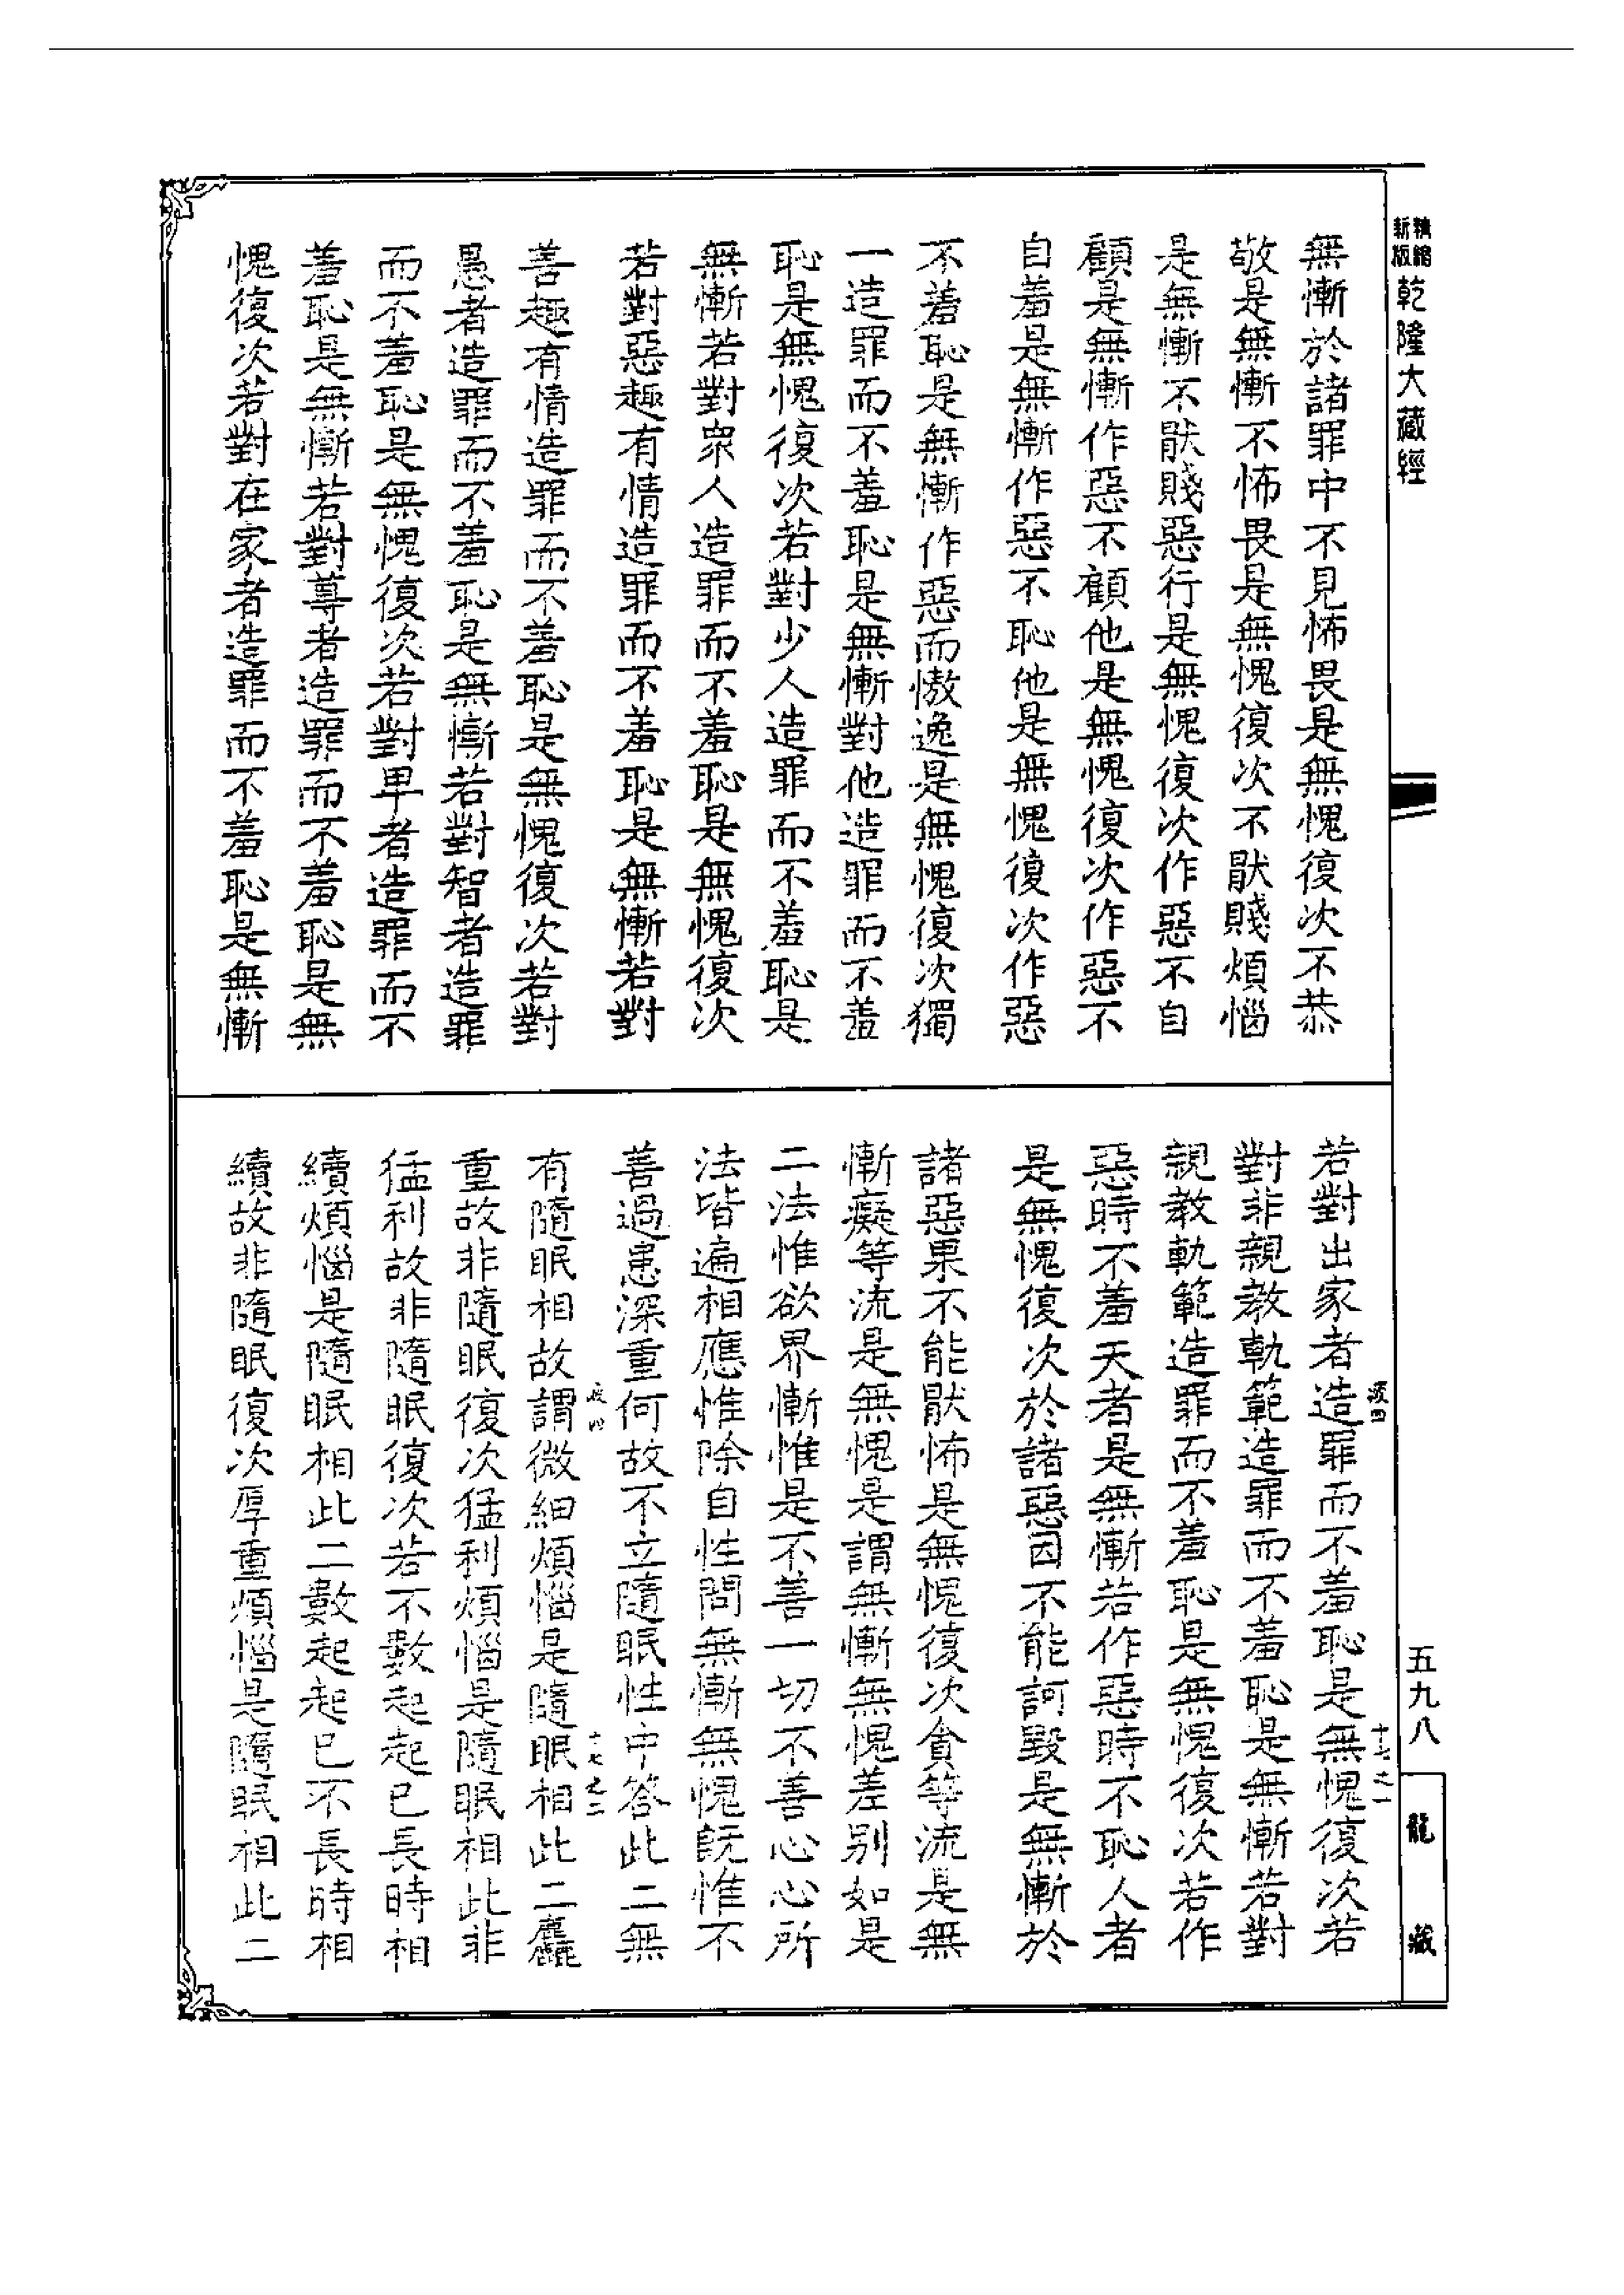 新版精縮乾隆大藏經
無慚於諸罪中不見怖畏是無愧復次不恭
敬是無慚不怖畏是無愧復次不厭賤煩惱
是無慚不厭賤惡行是無愧復次作惡不自
顧是無慚作惡不顧他是無愧復次作惡不
自羞是無慚作惡不恥他是無愧復次作惡
不羞恥是無慚作惡而慠逸是無愧復次獨
一造罪而不羞恥是無慚對他造罪而不羞
恥是無愧復次若對少人造罪而不羞恥是
無慚若對眾人造罪而不羞恥是無愧復次
若對惡趣有情造罪而不羞恥是無慚若對
善趣有情造罪而不羞恥是無愧復次若對
愚者造罪而不羞恥是無慚若對智者造罪
而不羞恥是無愧復次若對卑者造罪而不
羞恥是無慚若對尊者造罪而不羞恥是無
愧復次若對在家者造罪而不羞恥是無慚
若對出家者造罪而不羞恥是無愧復次若
對非親教軌範造罪而不羞恥是無慚若對
親教軌範造罪而不羞恥是無愧復次若作
惡時不羞天者是無慚若作惡時不恥人者
是無愧復次於諸惡因不能訶毀是無慚於
諸惡果不能厭怖是無愧復次貪等流是無
慚癡等流是無愧是謂無慚無愧差別如是
二法惟欲界慚惟是不善一切不善心心所
法皆遍相應惟除自性問無慚無愧旣惟不
善過患深重何故不立隨眠性中答此二無
有隨眠相故謂微細煩惱是隨眠相此二麤
重故非隨眠復次猛利煩惱是隨眠相此非
猛利故非隨眠復次若不數起起已長時相
續煩惱是隨眠相此二數起起已不長時相
續故非隨眠復次厚重煩惱是隨眠相此二
十七之一
十七之二
五九八
龍藏